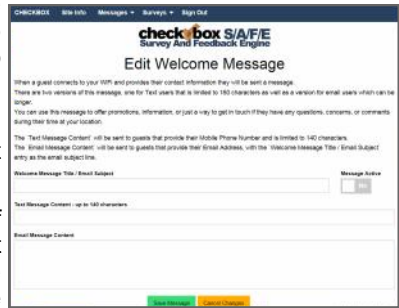 CHECKBOX Site Info Messages Surveys Sign Out
checkbox S/A/F/E
Survey And Feedback Engine
Edit Welcome Message
When a guest connects to your WiFi and provides their contact information they will be sent a message.
There are two versions of this message, one for Text users that is limited to 160 characters as well as a version for email users which can be
longer.
You can use this message to offer promotions, information, or just a way to get in touch if they have any questions, concerns, or comments
during their time at your location.
The 'Text Message Content' will be sent to guests that provide their Mobile Phone Number and is limited to 140 characters.
The 'Email Message Content' will be sent to guests that provide their Email Address, with the 'Welcome Message Title / Email Subject'
entry as the email subject line.
Welcome Message Title / Email Subject Message Active
No
Text Message Content - up to 140 characters
Email Message Content
Save Message Cancel Changes